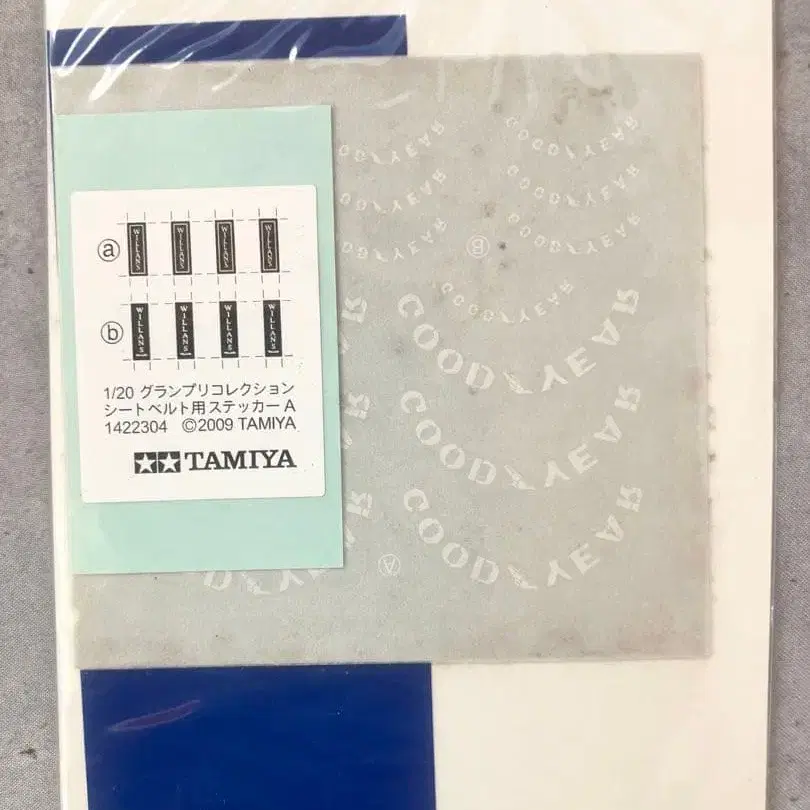 GOODYEAR
GOODYEAR
GOODYEAR
GOODYEAR
GOODYEAR
GOODYEAR
B
GOODYEAR
GOODYEAR
GOODYEAR
GOODYEAR
A
ⓐ WILLANS WILLANS WILLANS WILLANS
ⓑ WILLANS WILLANS WILLANS WILLANS
1/20 グランプリコレクション
シートベルト用ステッカー A
1422304 ©2009 TAMIYA
TAMIYA